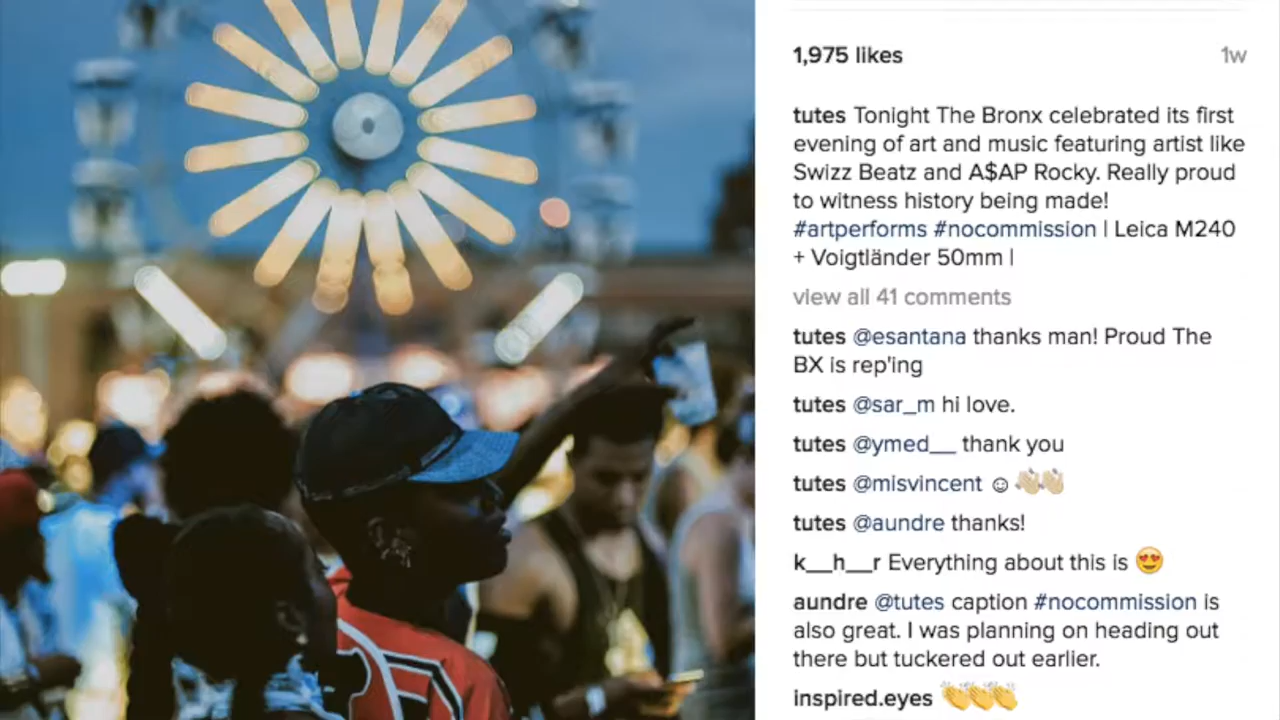 1,975 likes 1w
tutes Tonight The Bronx celebrated its first
evening of art and music featuring artist like
Swizz Beatz and A$AP Rocky. Really proud
to witness history being made!
#artperforms #nocommission | Leica M240
+ Voigtländer 50mm |
view all 41 comments
tutes @esantana thanks man! Proud The
BX is rep'ing
tutes @sar_m hi love.
tutes @ymed__ thank you
tutes @misvincent ☺👋🏼👋🏼
tutes @aundre thanks!
k__h__r Everything about this is 😍
aundre @tutes caption #nocommission is
also great. I was planning on heading out
there but tuckered out earlier.
inspired.eyes 👏👏👏